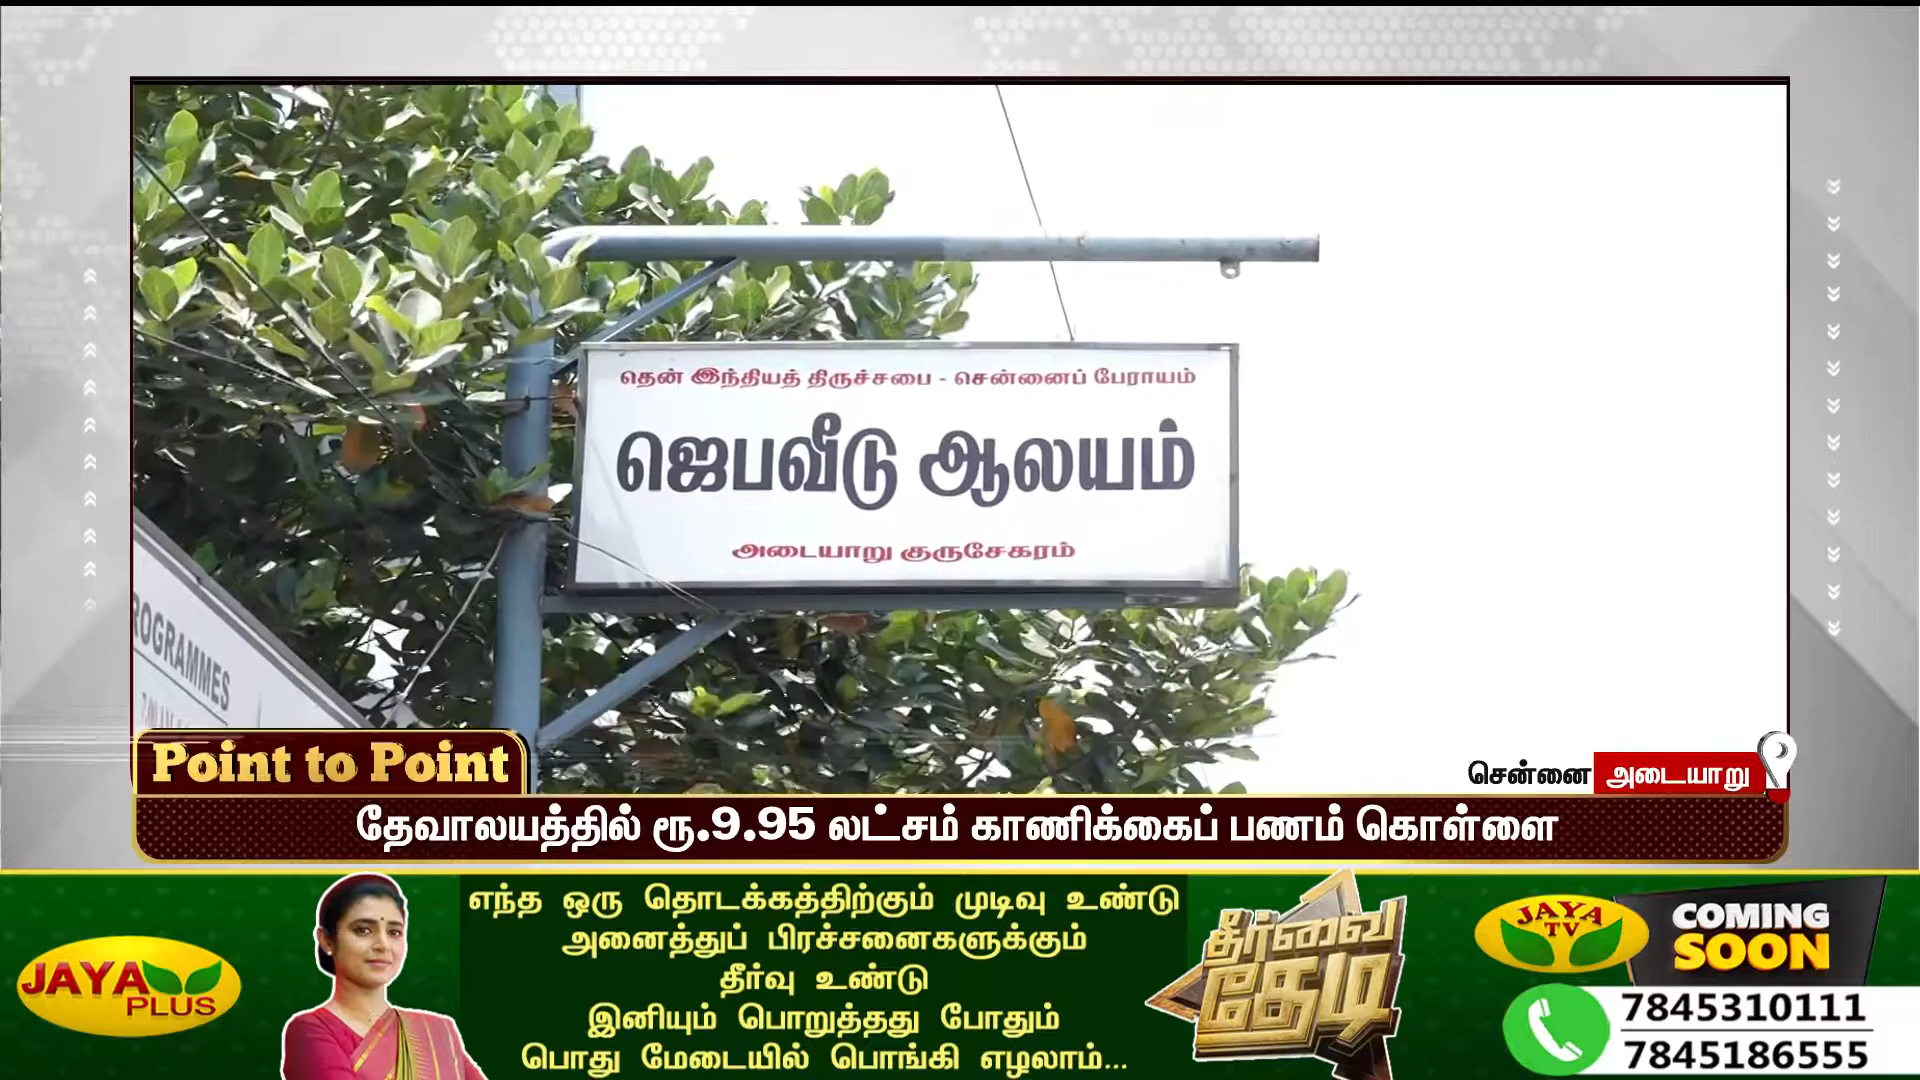 தென் இந்தியத் திருச்சபை - சென்னைப் பேராயம்
ஜெபவீடு ஆலயம்
அடையாறு குருசேகரம்
PROGRAMMES
Point to Point
சென்னை அடையாறு
தேவாலயத்தில் ரூ.9.95 லட்சம் காணிக்கைப் பணம் கொள்ளை
JAYA PLUS
எந்த ஒரு தொடக்கத்திற்கும் முடிவு உண்டு
அனைத்துப் பிரச்சனைகளுக்கும்
தீர்வு உண்டு
இனியும் பொறுத்தது போதும்
பொது மேடையில் பொங்கி எழலாம்...
தீர்வை
தேடி
JAYA TV
COMING
SOON
7845310111
7845186555